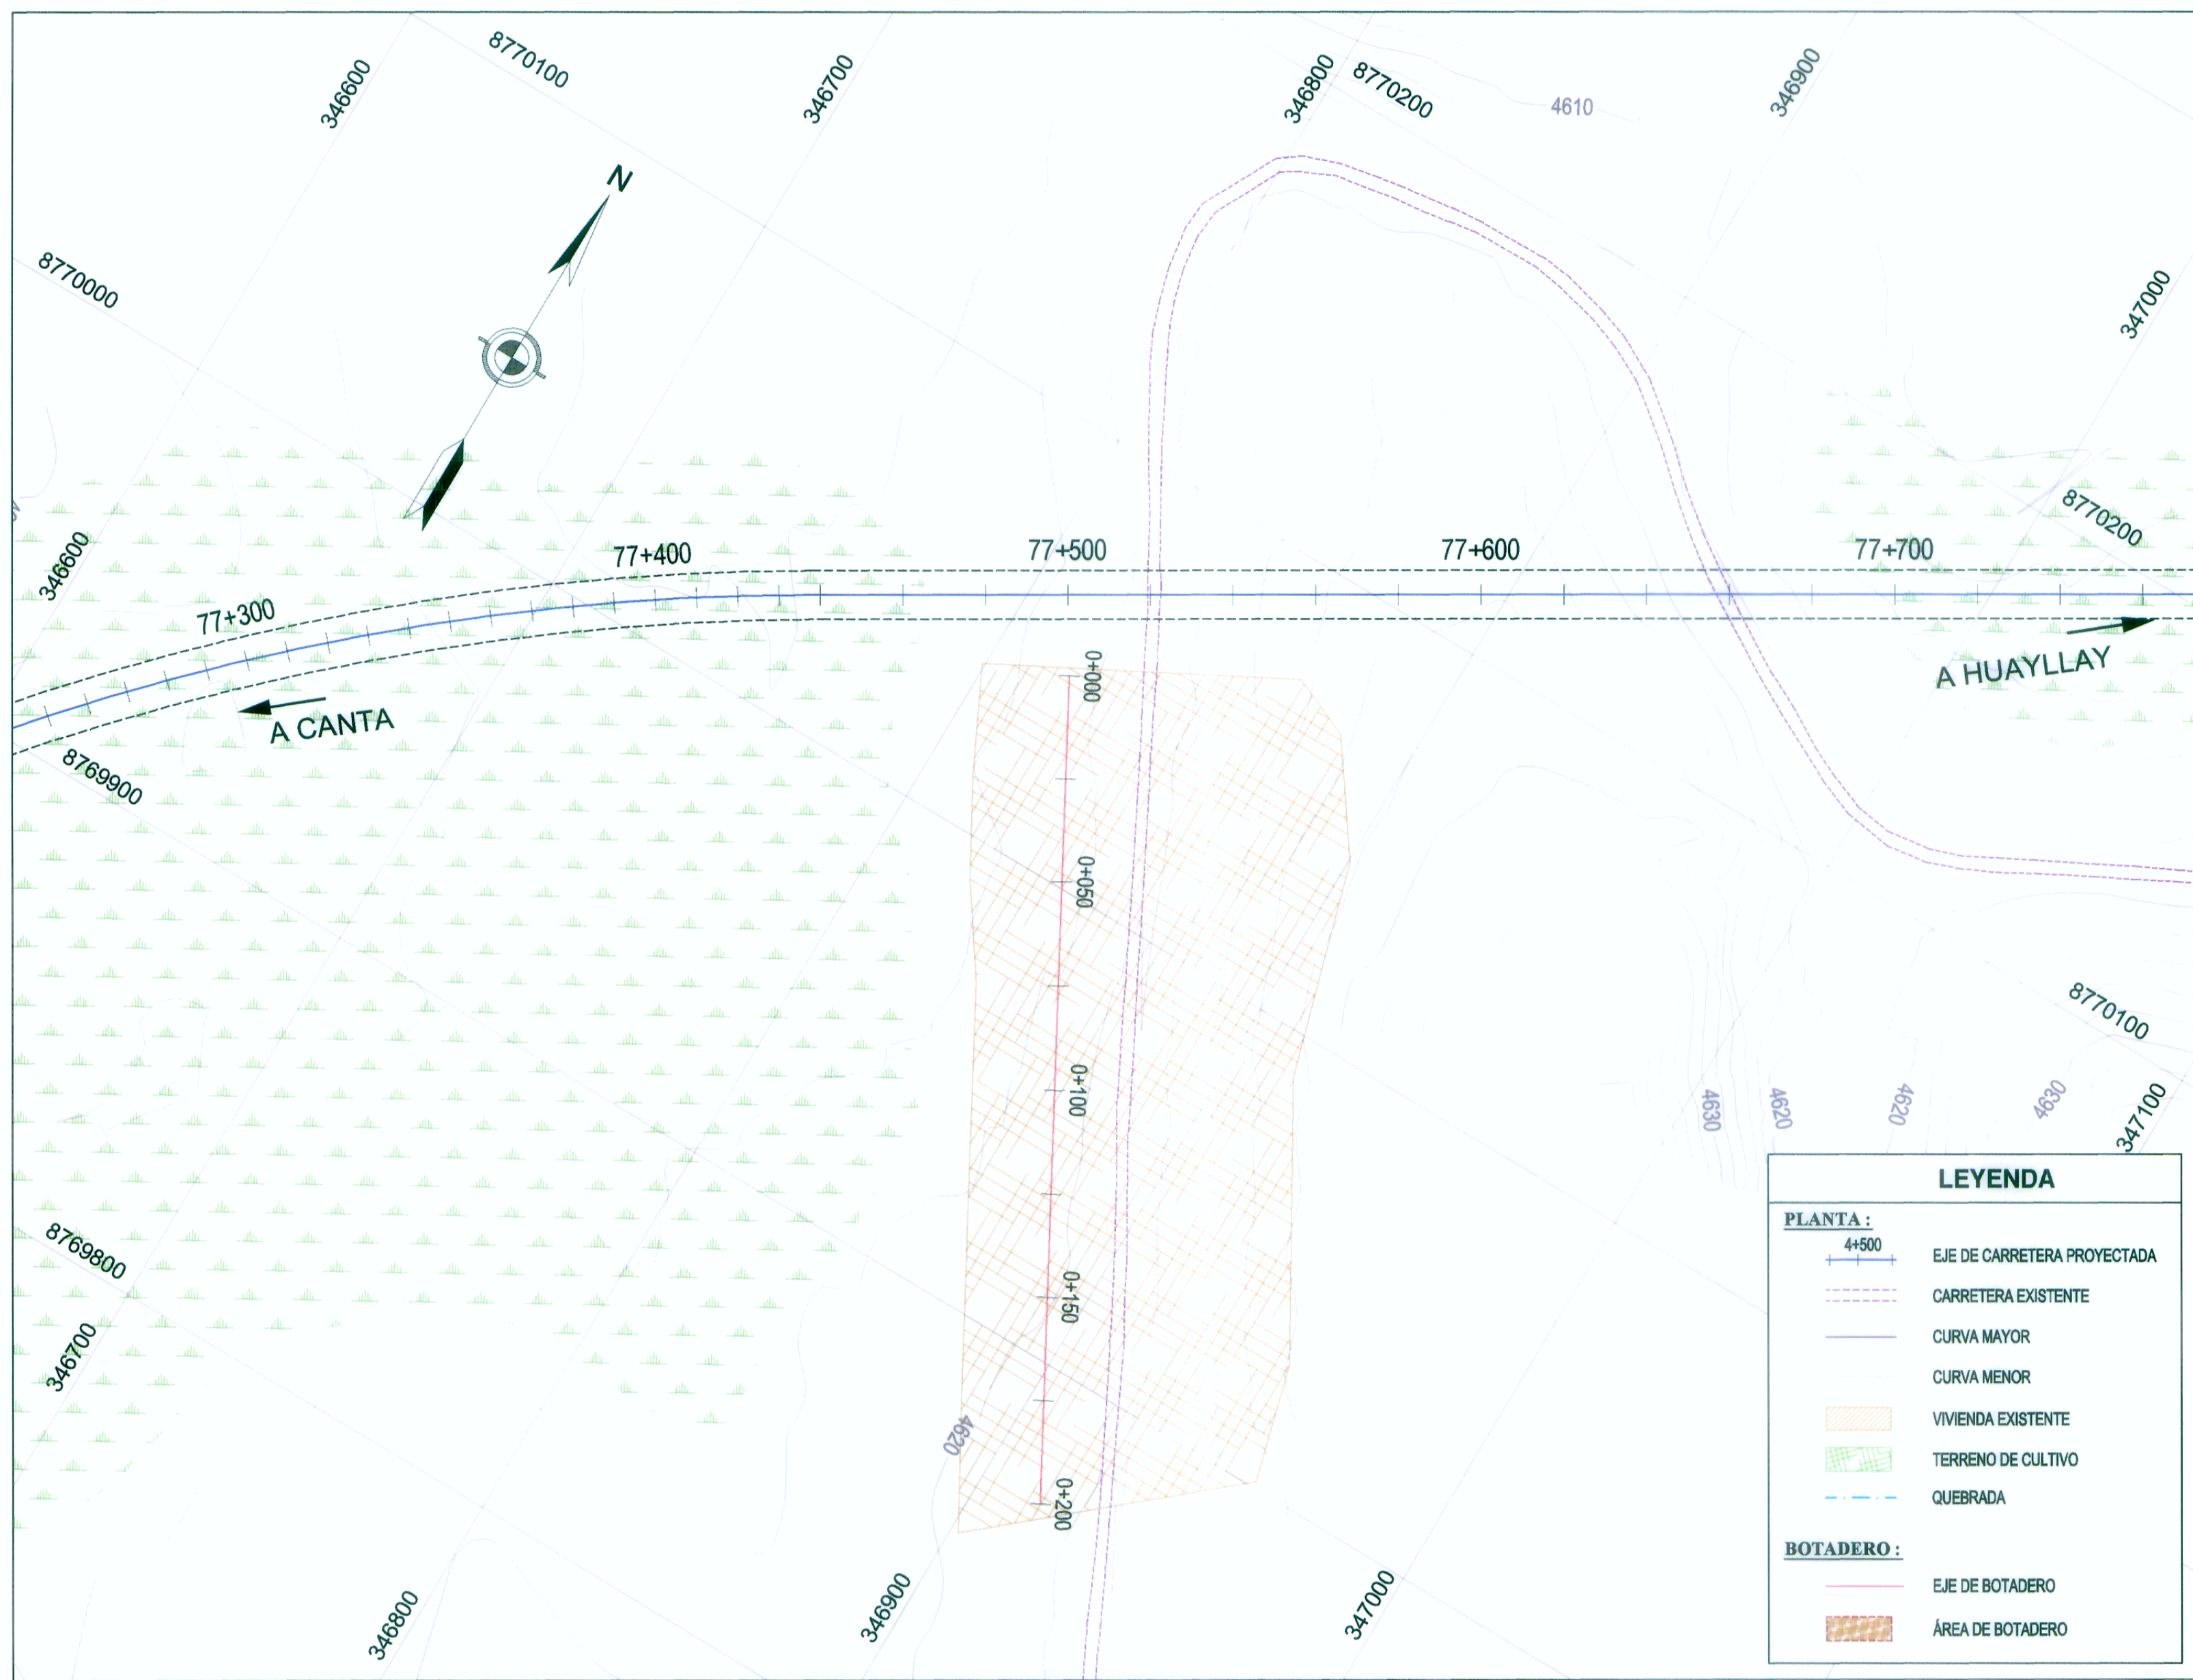 346600
8770100
346700
346800
8770200
4610
346900
8770000
N
347000
346600
77+300
77+400
77+500
77+600
77+700
8770200
A CANTA
A HUAYLLAY
8769900
0+000
0+050
0+100
0+150
0+200
8770100
4630
4620
4620
4630
347100
8769800
346700
4620
346800
346900
347000
LEYENDA
PLANTA :
4+500
EJE DE CARRETERA PROYECTADA
CARRETERA EXISTENTE
CURVA MAYOR
CURVA MENOR
VIVIENDA EXISTENTE
TERRENO DE CULTIVO
QUEBRADA
BOTADERO :
EJE DE BOTADERO
ÁREA DE BOTADERO